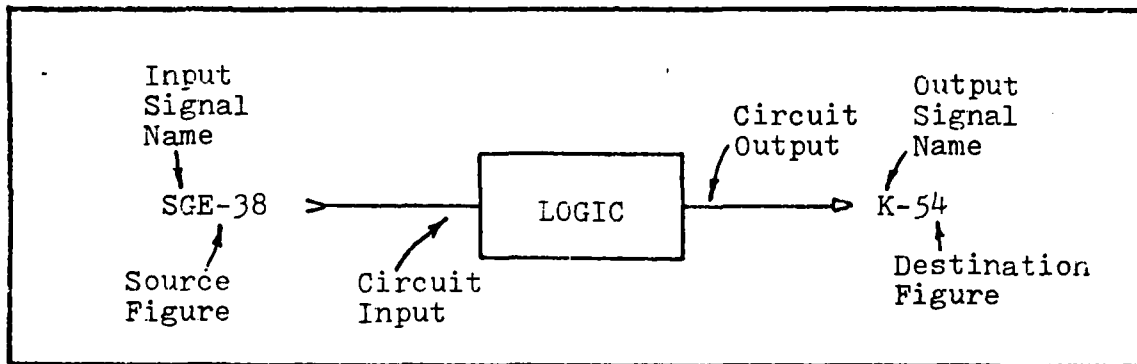 Input
Signal
Name
SGE-38
Source
Figure
Circuit
Input
LOGIC
Circuit
Output
Output
Signal
Name
K-54
Destination
Figure